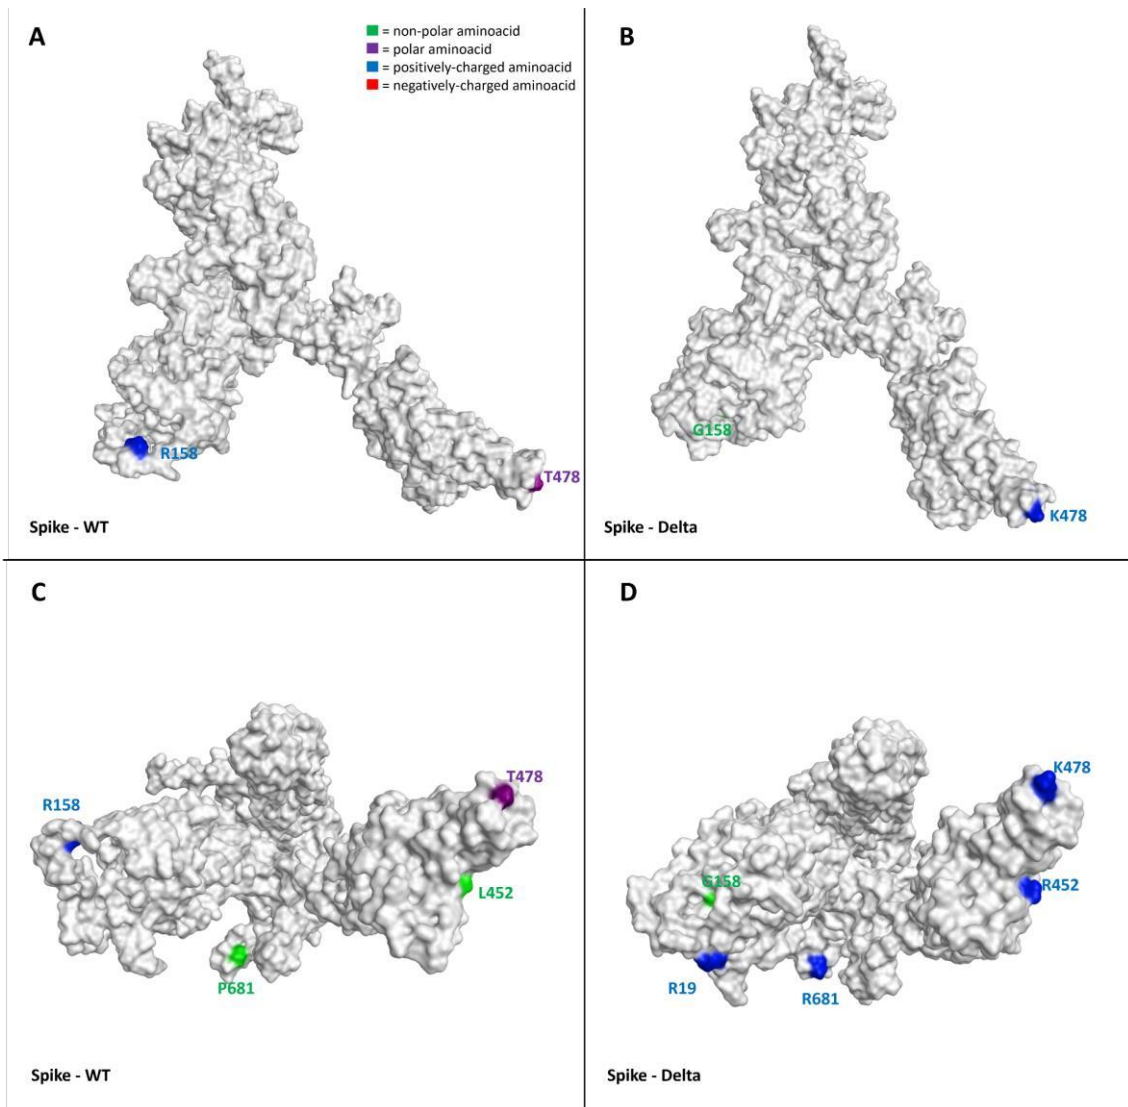 A
= non-polar aminoacid
= polar aminoacid
= positively-charged aminoacid
= negatively-charged aminoacid
R158
T478
Spike - WT
B
G158
K478
Spike - Delta
C
T478
R158
L452
P681
Spike - WT
D
K478
G158
R452
R19
R681
Spike - Delta